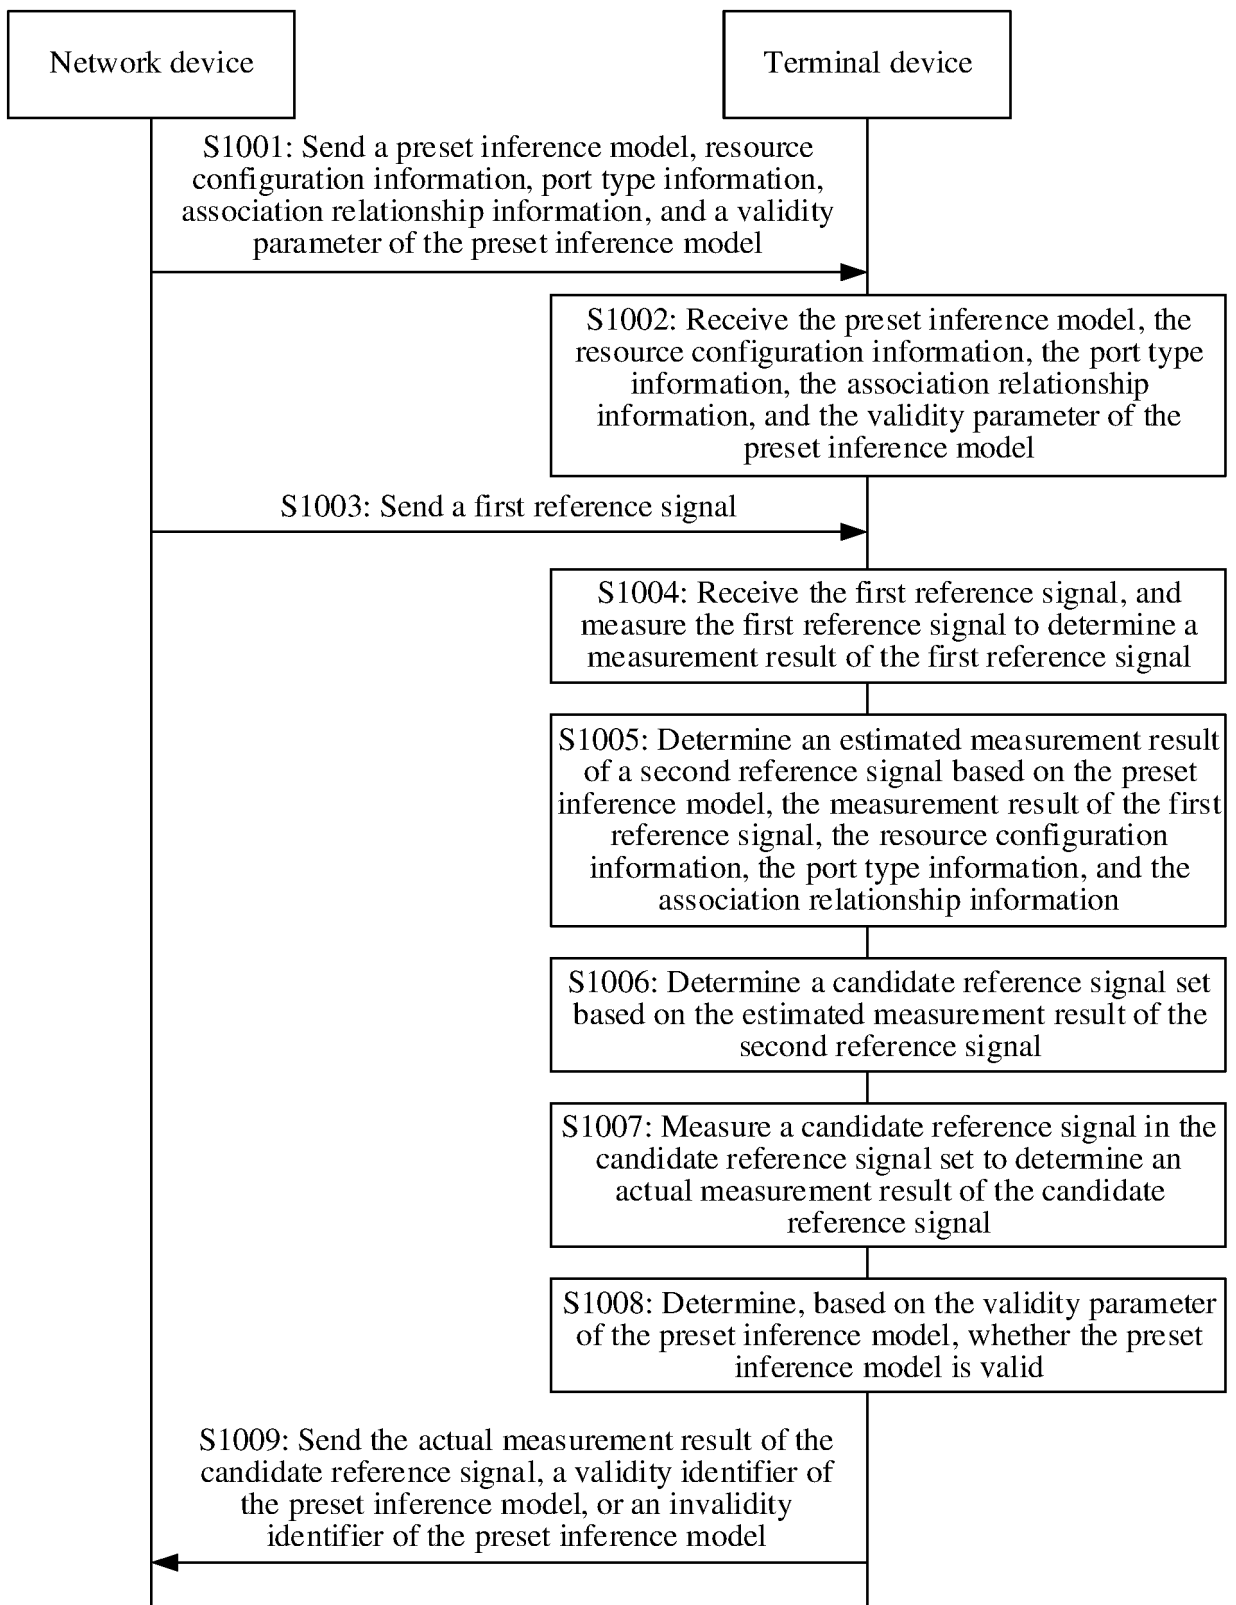 Network device
Terminal device
S1001: Send a preset inference model, resource
configuration information, port type information,
association relationship information, and a validity
parameter of the preset inference model
S1002: Receive the preset inference model, the
resource configuration information, the port type
information, the association relationship
information, and the validity parameter of the
preset inference model
S1003: Send a first reference signal
S1004: Receive the first reference signal, and
measure the first reference signal to determine a
measurement result of the first reference signal
S1005: Determine an estimated measurement result
of a second reference signal based on the preset
inference model, the measurement result of the first
reference signal, the resource configuration
information, the port type information, and the
association relationship information
S1006: Determine a candidate reference signal set
based on the estimated measurement result of the
second reference signal
S1007: Measure a candidate reference signal in the
candidate reference signal set to determine an
actual measurement result of the candidate
reference signal
S1008: Determine, based on the validity parameter
of the preset inference model, whether the preset
inference model is valid
S1009: Send the actual measurement result of the
candidate reference signal, a validity identifier of
the preset inference model, or an invalidity
identifier of the preset inference model